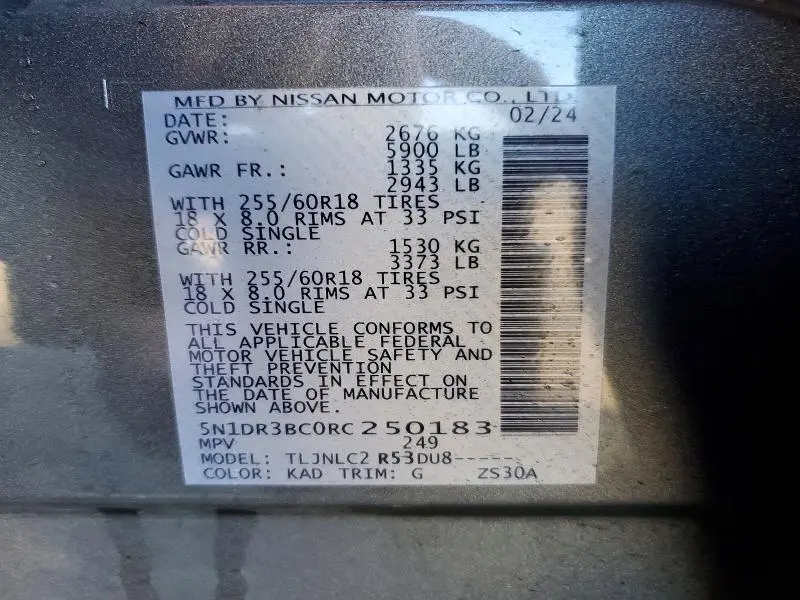 MFD BY NISSAN MOTOR CO., LTD.
DATE: 02/24
GVWR: 2676 KG
5900 LB
GAWR FR.: 1335 KG
2943 LB
WITH 255/60R18 TIRES
18 X 8.0 RIMS AT 33 PSI
COLD SINGLE
GAWR RR.: 1530 KG
3373 LB
WITH 255/60R18 TIRES
18 X 8.0 RIMS AT 33 PSI
COLD SINGLE
THIS VEHICLE CONFORMS TO
ALL APPLICABLE FEDERAL
MOTOR VEHICLE SAFETY AND
THEFT PREVENTION
STANDARDS IN EFFECT ON
THE DATE OF MANUFACTURE
SHOWN ABOVE.
5N1DR3BC0RC250183
MPV 249
MODEL: TLJNLC2 R53DU8-----
COLOR: KAD TRIM: G ZS30A